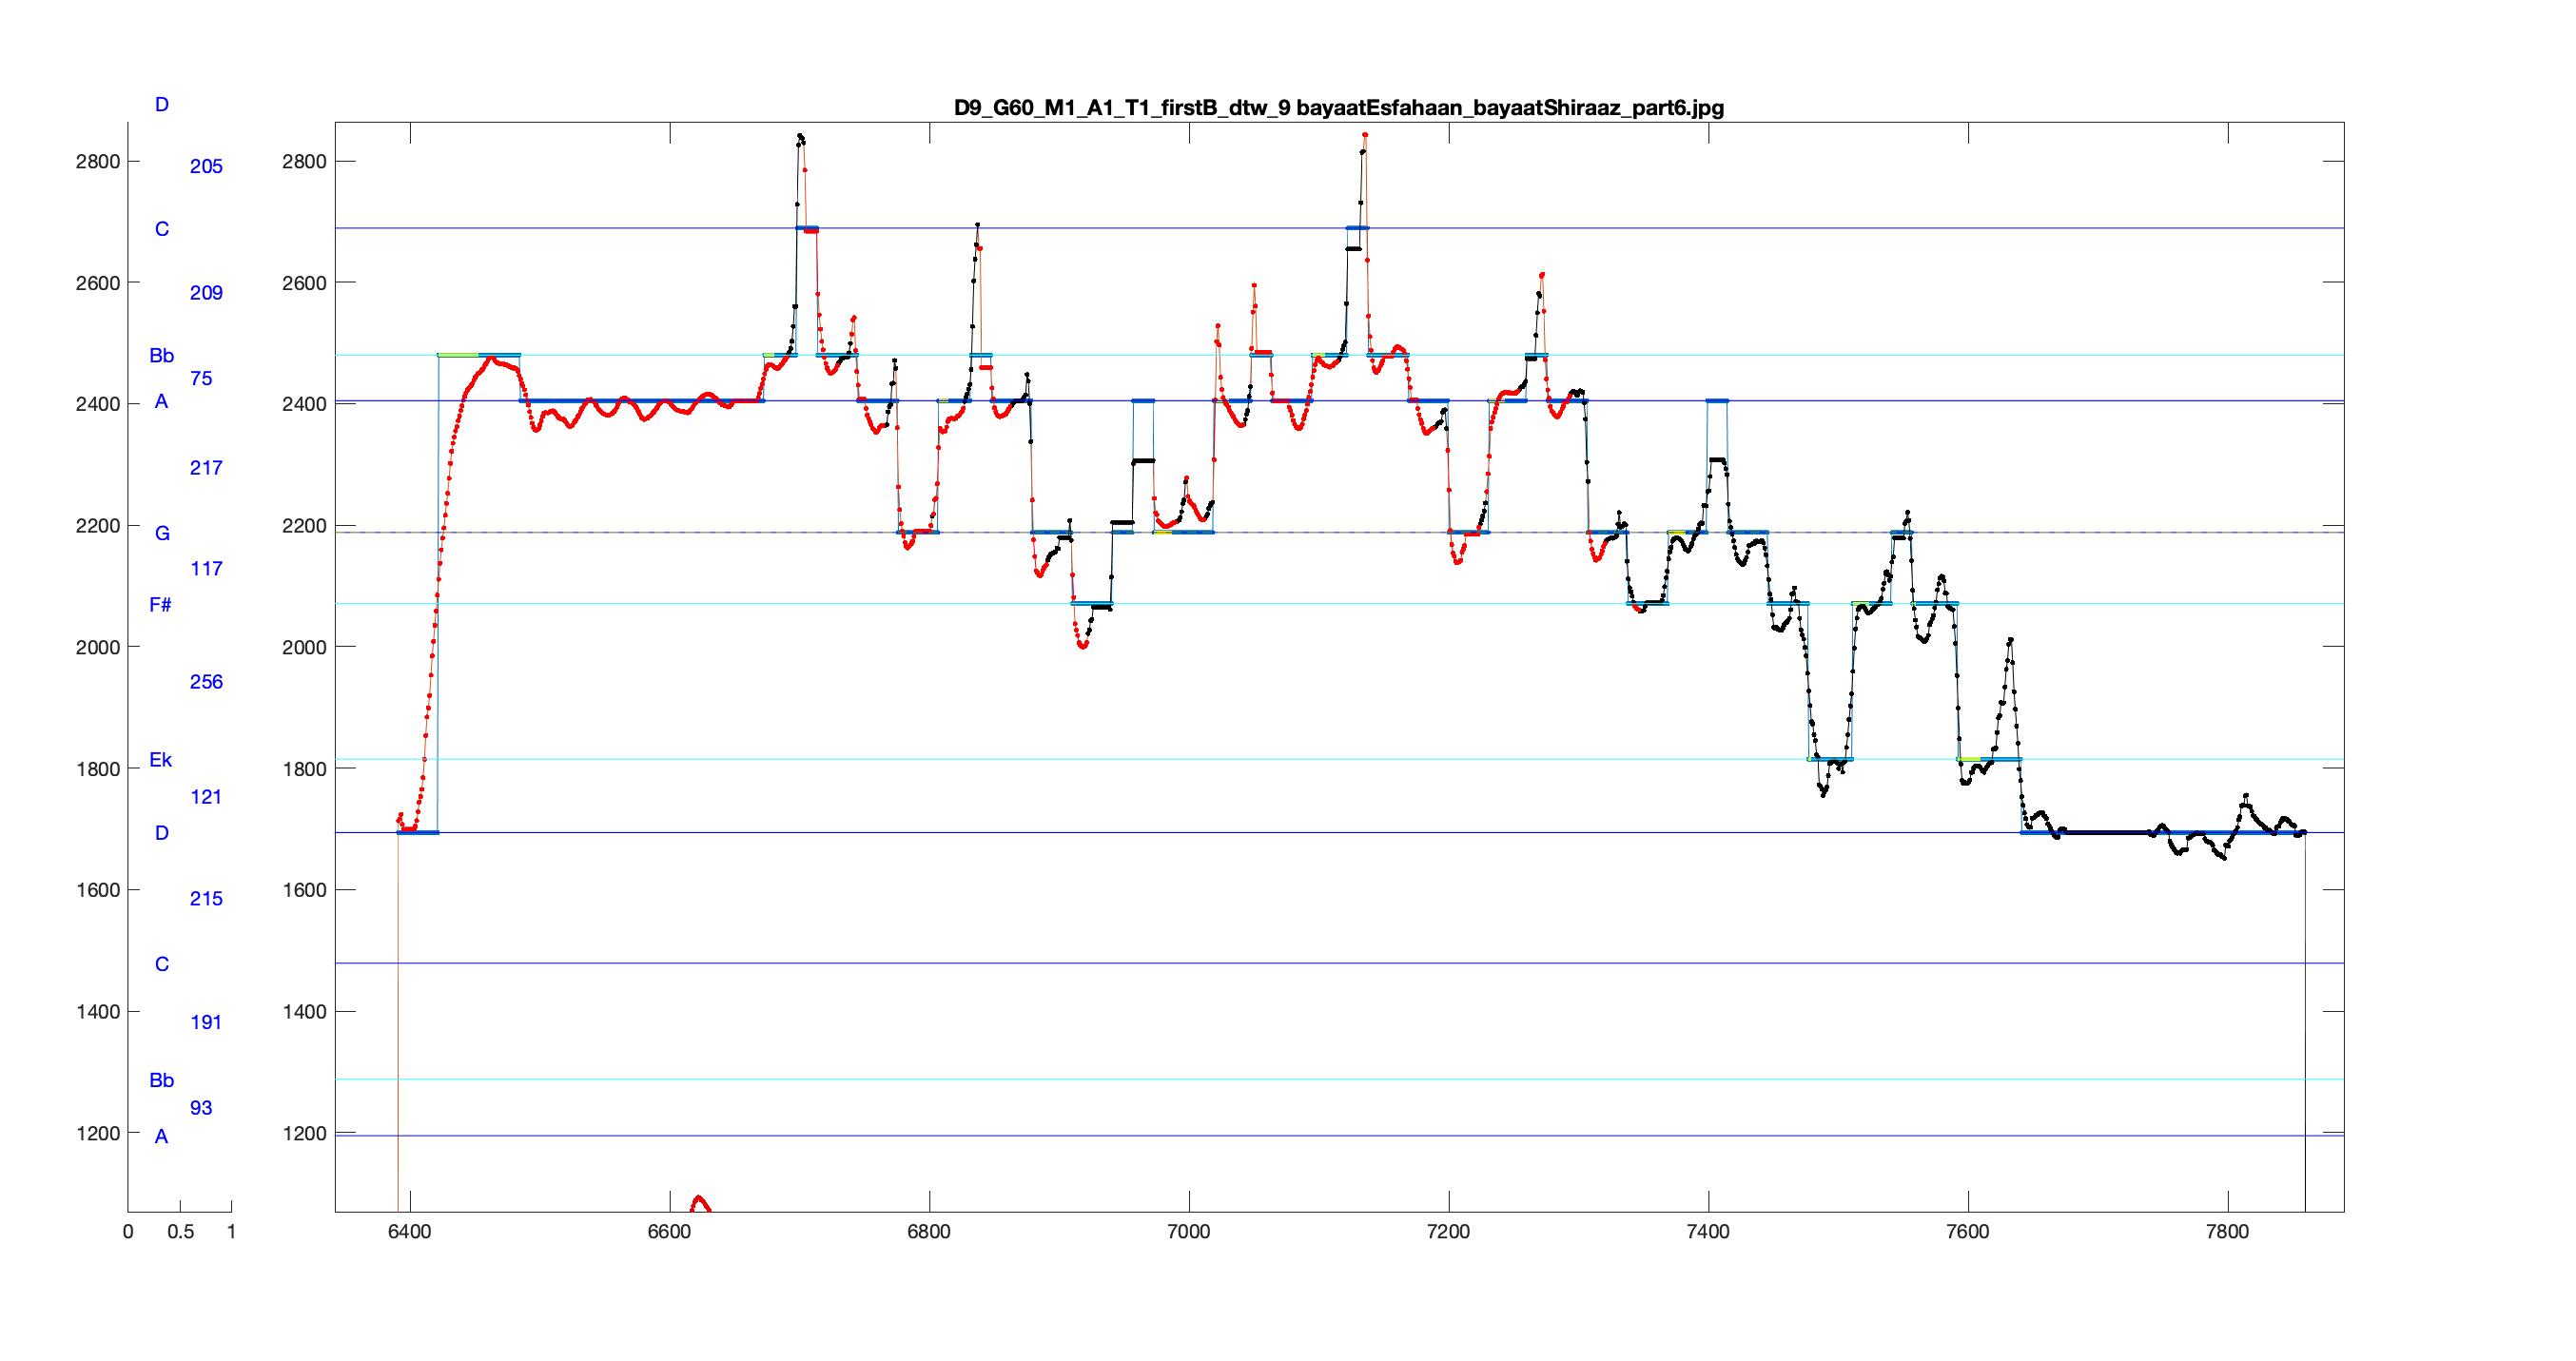 D9_G60_M1_A1_T1_firstB_dtw_9 bayaatEsfahaan_bayaatShiraaz_part6.jpg
D
2800 205 2800
C
2600 209 2600
Bb
75
2400 A 2400
217
2200 G 2200
117
F#
2000 2000
256
1800 Ek 1800
121
D
1600 215 1600
C
1400 191 1400
Bb
93
1200 A 1200
0 0.5 1 6400 6600 6800 7000 7200 7400 7600 7800